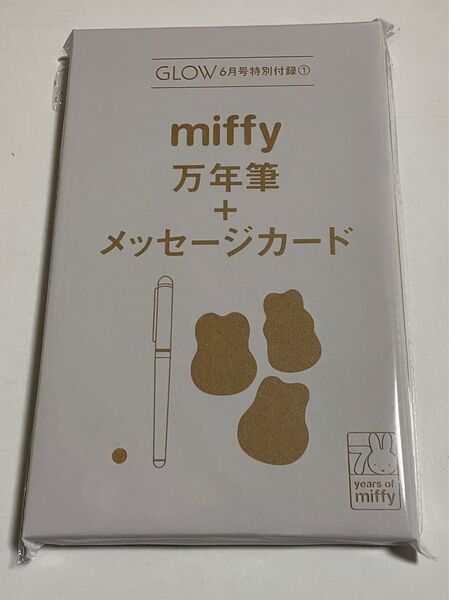 GLOW 6月号特別付録①
miffy
万年筆
+
メッセージカード
70
years of
miffy